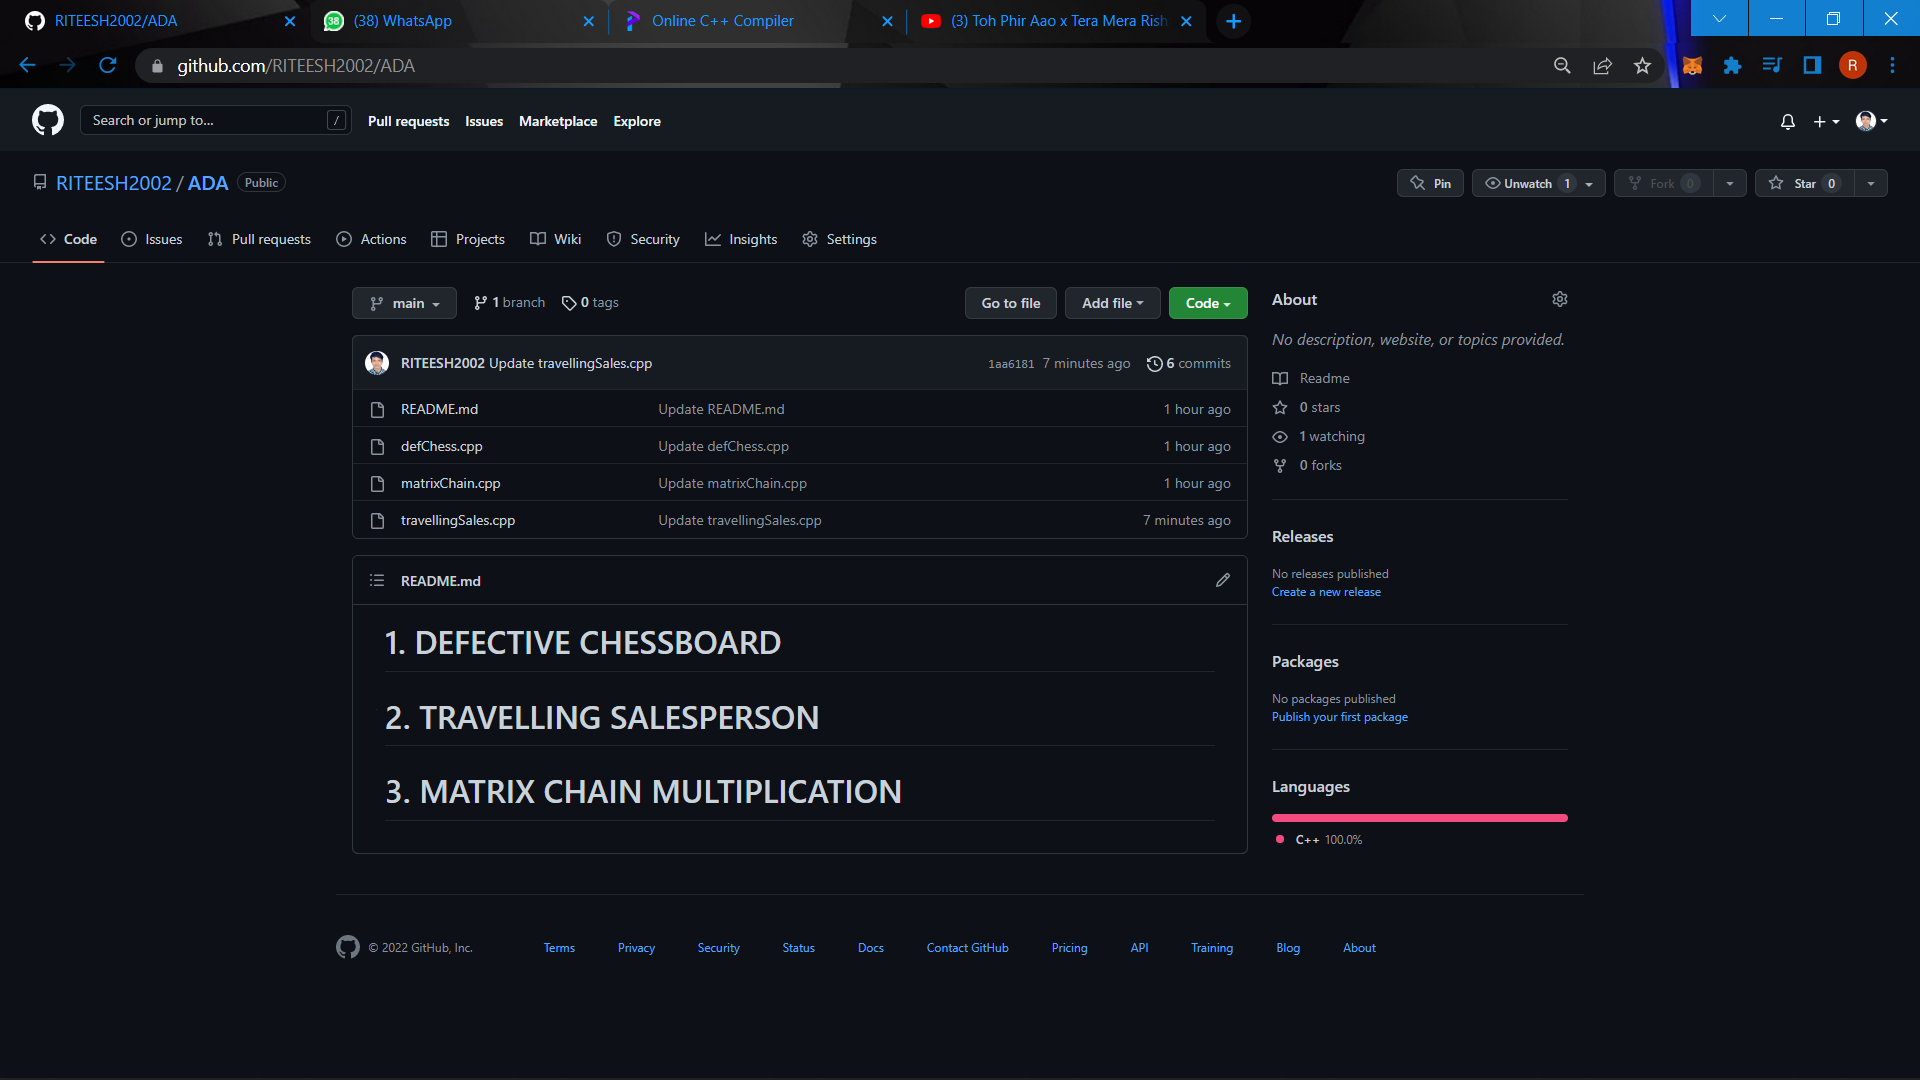 RITEESH2002/ADA
(38) WhatsApp
Online C++ Compiler
(3) Toh Phir Aao x Tera Mera Rish
github.com/RITEESH2002/ADA
R
Search or jump to...
/
Pull requests
Issues
Marketplace
Explore
RITEESH2002 / ADA
Public
Pin
Unwatch 1
Fork 0
Star 0
Code
Issues
Pull requests
Actions
Projects
Wiki
Security
Insights
Settings
main
1 branch
0 tags
Go to file
Add file
Code
RITEESH2002 Update travellingSales.cpp
1aa6181 7 minutes ago
6 commits
README.md
Update README.md
1 hour ago
defChess.cpp
Update defChess.cpp
1 hour ago
matrixChain.cpp
Update matrixChain.cpp
1 hour ago
travellingSales.cpp
Update travellingSales.cpp
7 minutes ago
README.md
1. DEFECTIVE CHESSBOARD
2. TRAVELLING SALESPERSON
3. MATRIX CHAIN MULTIPLICATION
About
No description, website, or topics provided.
Readme
0 stars
1 watching
0 forks
Releases
No releases published
Create a new release
Packages
No packages published
Publish your first package
Languages
C++ 100.0%
© 2022 GitHub, Inc.
Terms
Privacy
Security
Status
Docs
Contact GitHub
Pricing
API
Training
Blog
About